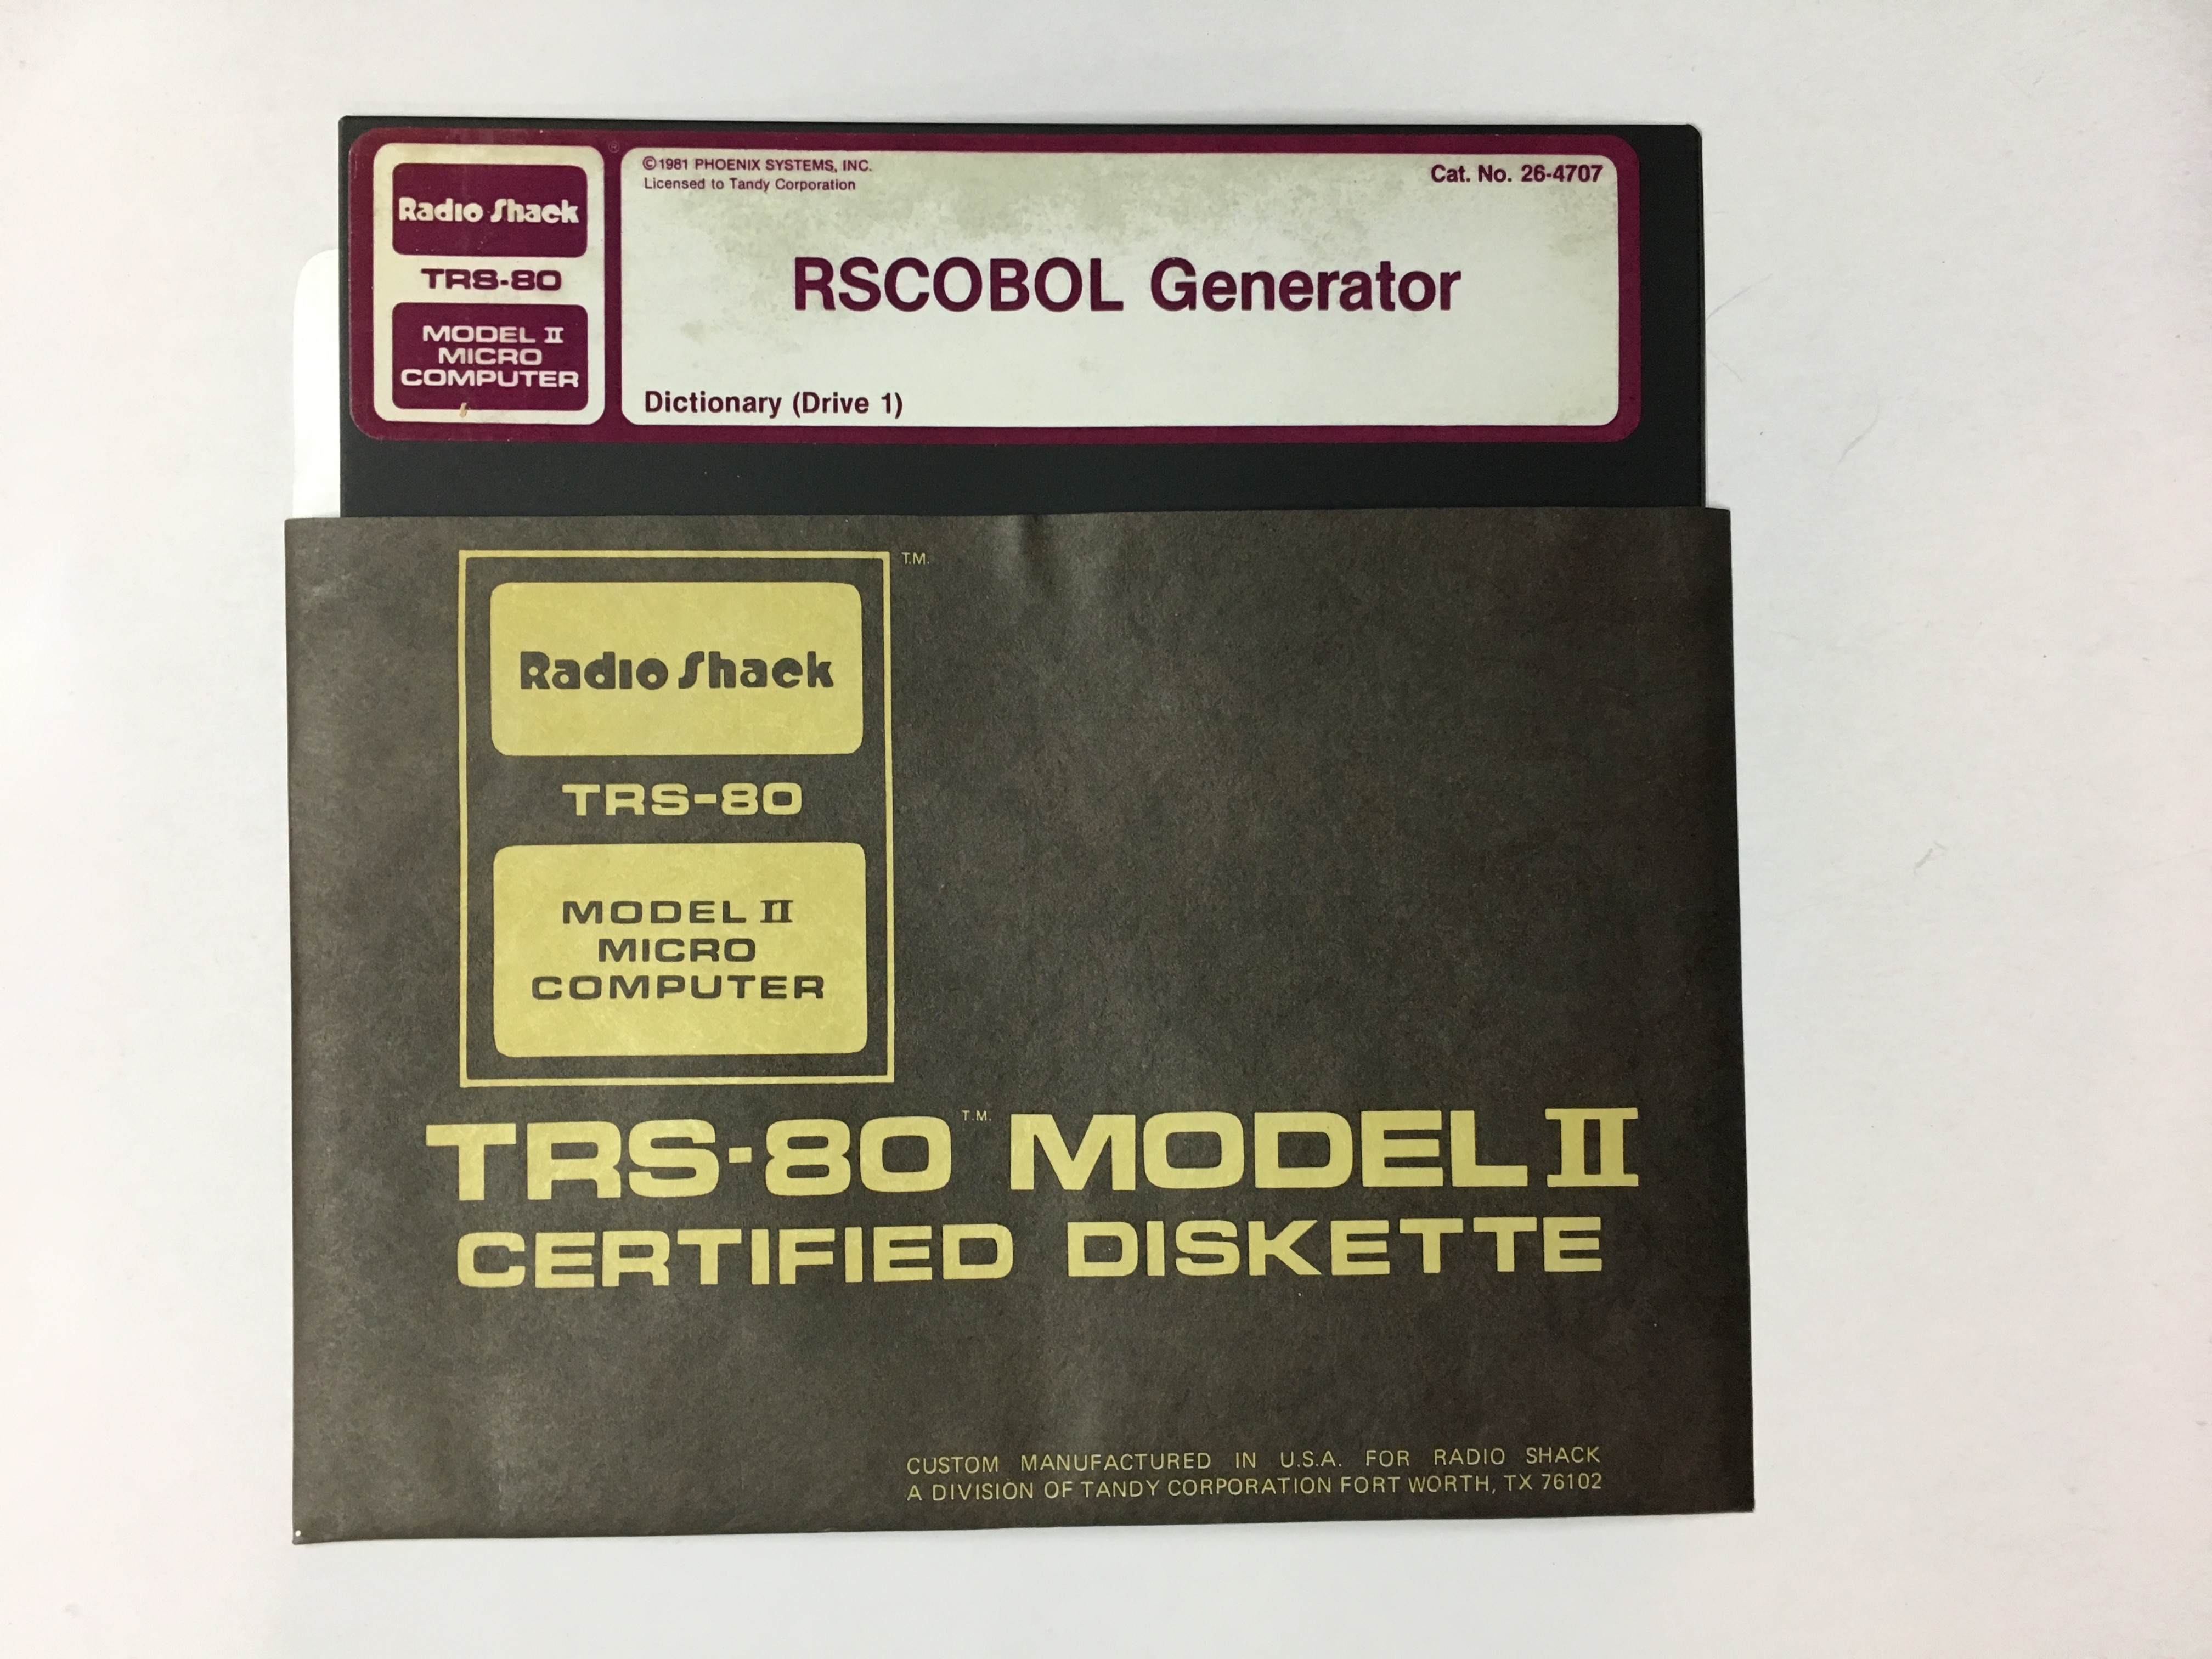 Radio Shack
®
TRS-80
MODEL II
MICRO
COMPUTER
©1981 PHOENIX SYSTEMS, INC.
Licensed to Tandy Corporation
Cat. No. 26-4707
RSCOBOL Generator
Dictionary (Drive 1)
T.M.
Radio Shack
TRS-80
MODEL II
MICRO
COMPUTER
TRS-80 T.M. MODEL II
CERTIFIED DISKETTE
CUSTOM MANUFACTURED IN U.S.A. FOR RADIO SHACK
A DIVISION OF TANDY CORPORATION FORT WORTH, TX 76102